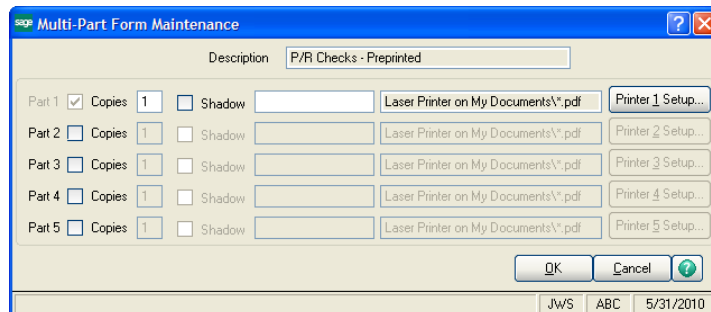 sage Multi-Part Form Maintenance ? X
Description P/R Checks - Preprinted
Part 1 Copies 1 Shadow Laser Printer on My Documents\*.pdf Printer 1 Setup...
Part 2 Copies 1 Shadow Laser Printer on My Documents\*.pdf Printer 2 Setup...
Part 3 Copies 1 Shadow Laser Printer on My Documents\*.pdf Printer 3 Setup...
Part 4 Copies 1 Shadow Laser Printer on My Documents\*.pdf Printer 4 Setup...
Part 5 Copies 1 Shadow Laser Printer on My Documents\*.pdf Printer 5 Setup...
OK Cancel ?
JWS ABC 5/31/2010